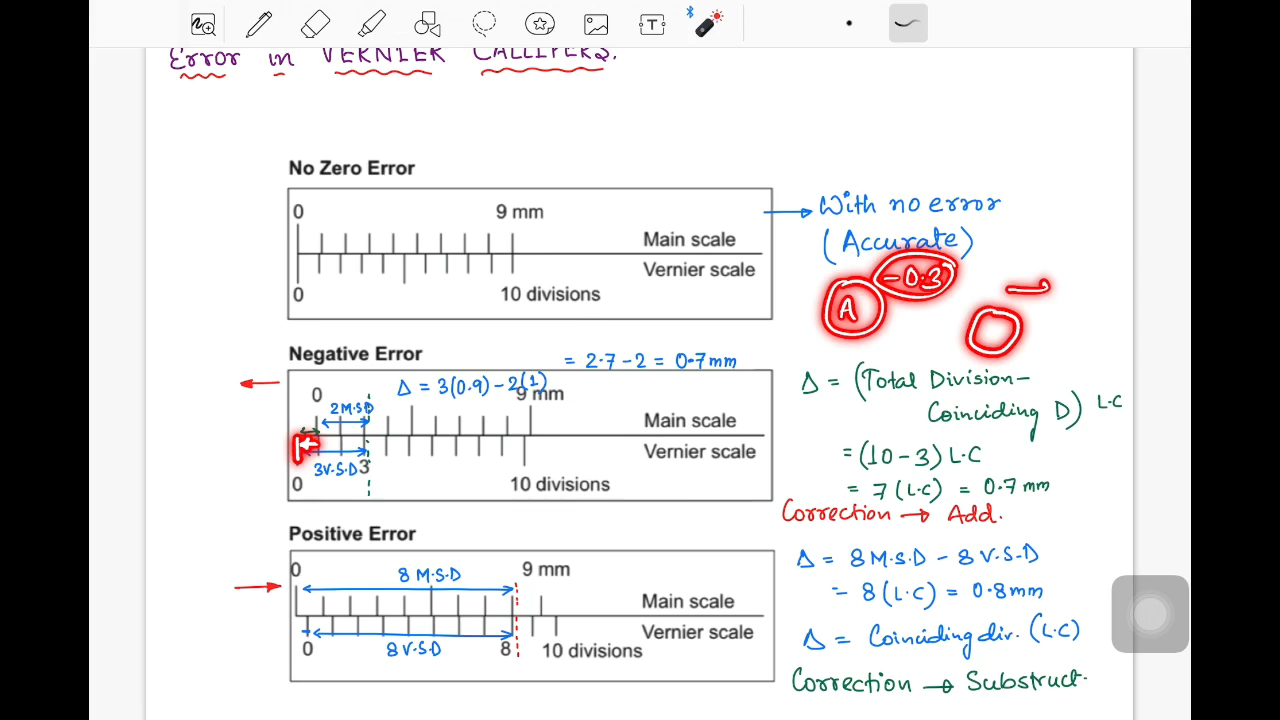 Error in VERNIER CALLIPERS.
No Zero Error
0 9 mm
Main scale
Vernier scale
0 10 divisions
With no error
(Accurate)
-0.3
A
Negative Error
= 2.7 - 2 = 0.7 mm
Δ = 3(0.9) - 2(1)
0 9 mm
2 M.S.D
Main scale
Vernier scale
3 V.S.D 3
0 10 divisions
Δ = (Total Division-
Coinciding D) L.C
= (10 - 3) L.C
= 7 (L.C) = 0.7 mm
Correction → Add.
Positive Error
0 9 mm
8 M.S.D
Main scale
Vernier scale
0 8 V.S.D 8 10 divisions
Δ = 8 M.S.D - 8 V.S.D
= 8 (L.C) = 0.8 mm
Δ = Coinciding div. (L.C)
Correction → Substruct.